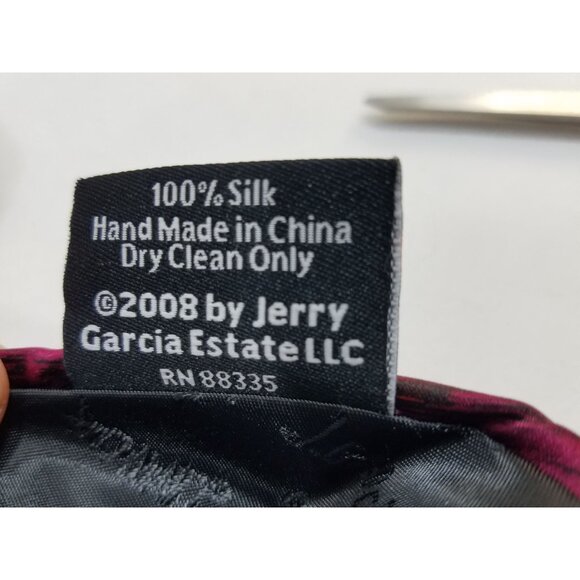 100% Silk
Hand Made in China
Dry Clean Only
©2008 by Jerry
Garcia Estate LLC
RN 88335